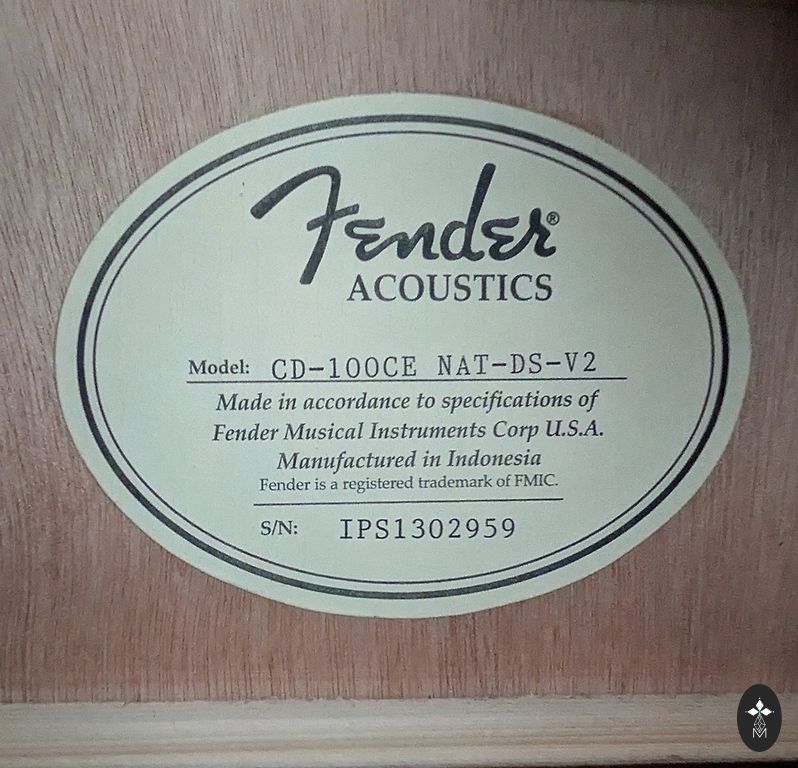 Fender®
ACOUSTICS
Model: CD-100CE NAT-DS-V2
Made in accordance to specifications of
Fender Musical Instruments Corp U.S.A.
Manufactured in Indonesia
Fender is a registered trademark of FMIC.
S/N: IPS1302959
M